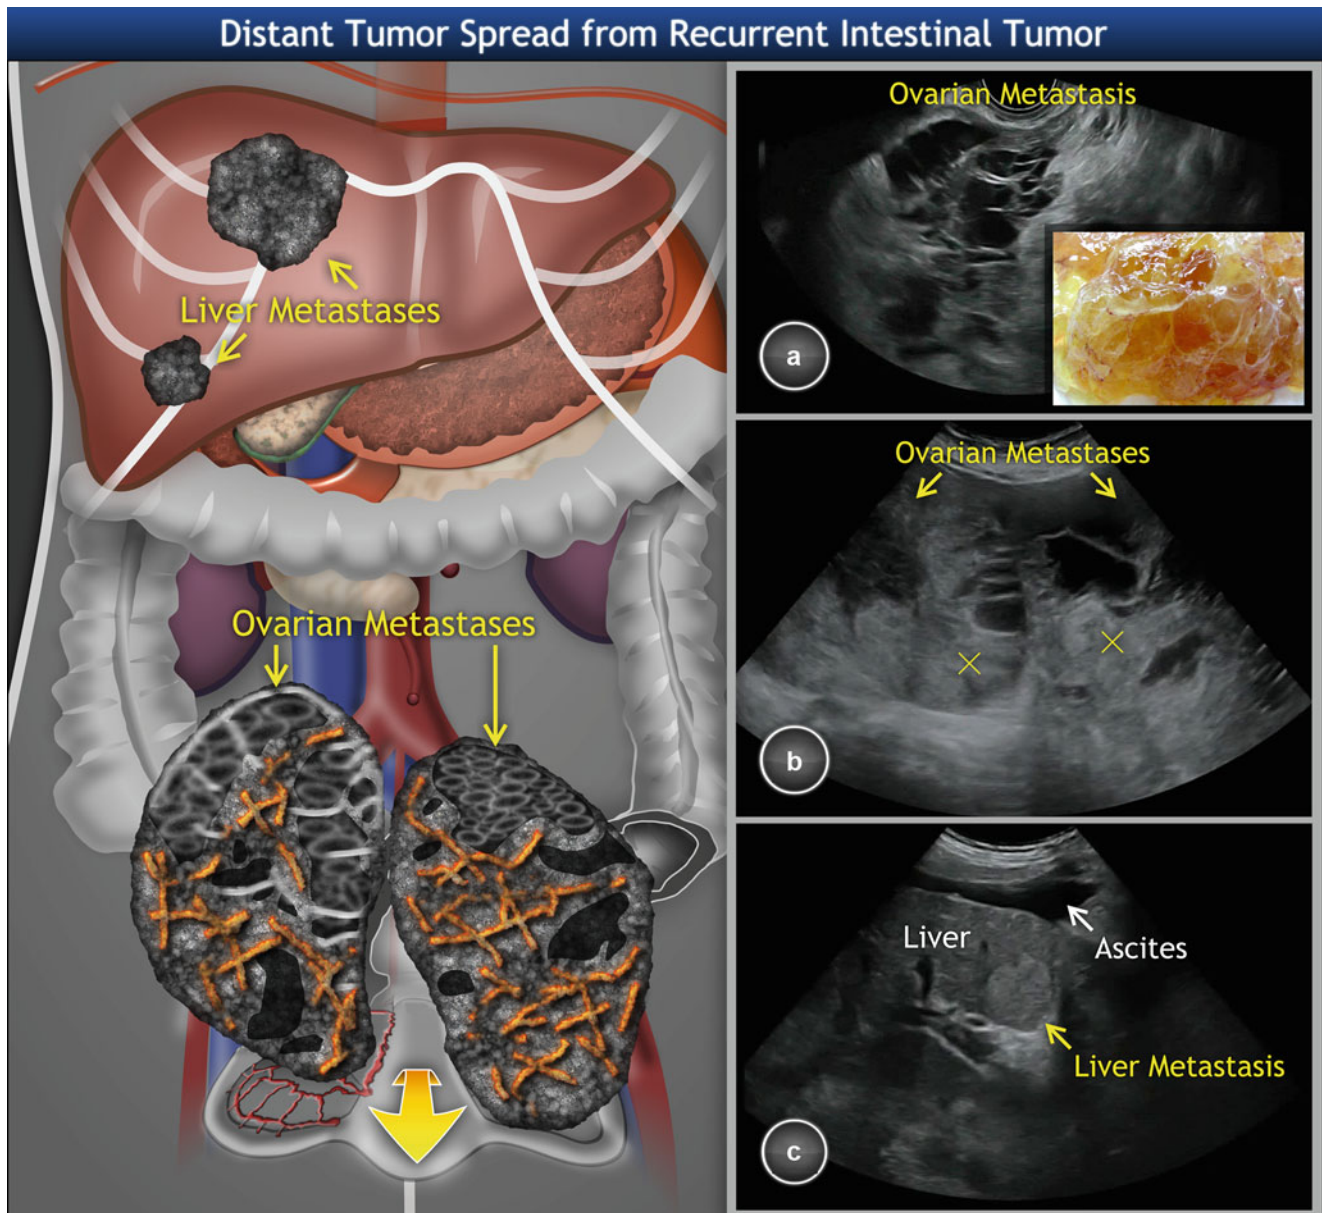 Distant Tumor Spread from Recurrent Intestinal Tumor
Liver Metastases
Ovarian Metastases
Ovarian Metastasis
a
Ovarian Metastases
b
Liver
Ascites
Liver Metastasis
c